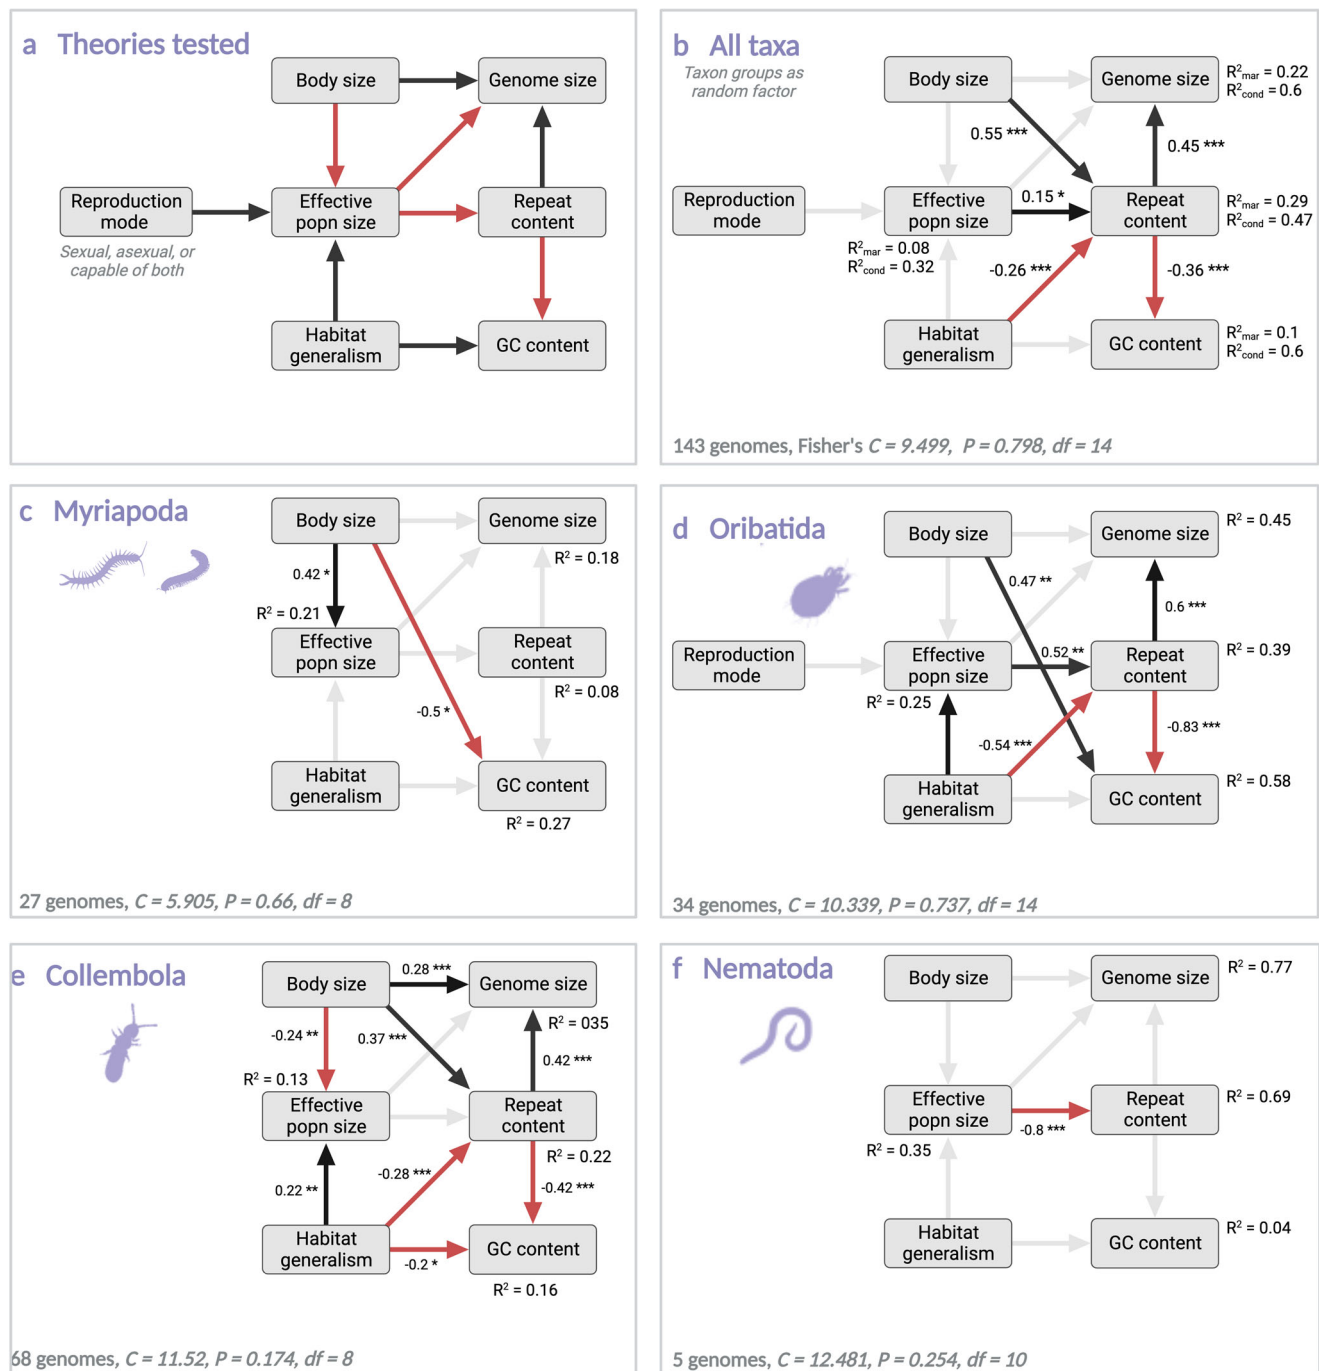 a Theories tested
Body size
Genome size
Reproduction
mode
Effective
popn size
Repeat
content
Sexual, asexual, or
capable of both
Habitat
generalism
GC content
b All taxa
Taxon groups as
random factor
Body size
Genome size
R²mar = 0.22
R²cond = 0.6
0.55 ***
0.45 ***
Reproduction
mode
Effective
popn size
0.15 *
Repeat
content
R²mar = 0.29
R²cond = 0.47
R²mar = 0.08
R²cond = 0.32
-0.26 ***
-0.36 ***
Habitat
generalism
GC content
R²mar = 0.1
R²cond = 0.6
143 genomes, Fisher's C = 9.499, P = 0.798, df = 14
c Myriapoda
Body size
Genome size
R² = 0.18
0.42 *
R² = 0.21
Effective
popn size
Repeat
content
R² = 0.08
-0.5 *
Habitat
generalism
GC content
R² = 0.27
27 genomes, C = 5.905, P = 0.66, df = 8
d Oribatida
Body size
Genome size
R² = 0.45
0.47 **
0.6 ***
Reproduction
mode
Effective
popn size
0.52 **
Repeat
content
R² = 0.39
R² = 0.25
-0.54 ***
-0.83 ***
Habitat
generalism
GC content
R² = 0.58
34 genomes, C = 10.339, P = 0.737, df = 14
e Collembola
Body size
0.28 ***
Genome size
R² = 035
-0.24 **
0.37 ***
0.42 ***
R² = 0.13
Effective
popn size
Repeat
content
R² = 0.22
-0.28 ***
0.22 **
-0.42 ***
Habitat
generalism
-0.2 *
GC content
R² = 0.16
68 genomes, C = 11.52, P = 0.174, df = 8
f Nematoda
Body size
Genome size
R² = 0.77
Effective
popn size
-0.8 ***
Repeat
content
R² = 0.69
R² = 0.35
Habitat
generalism
GC content
R² = 0.04
5 genomes, C = 12.481, P = 0.254, df = 10